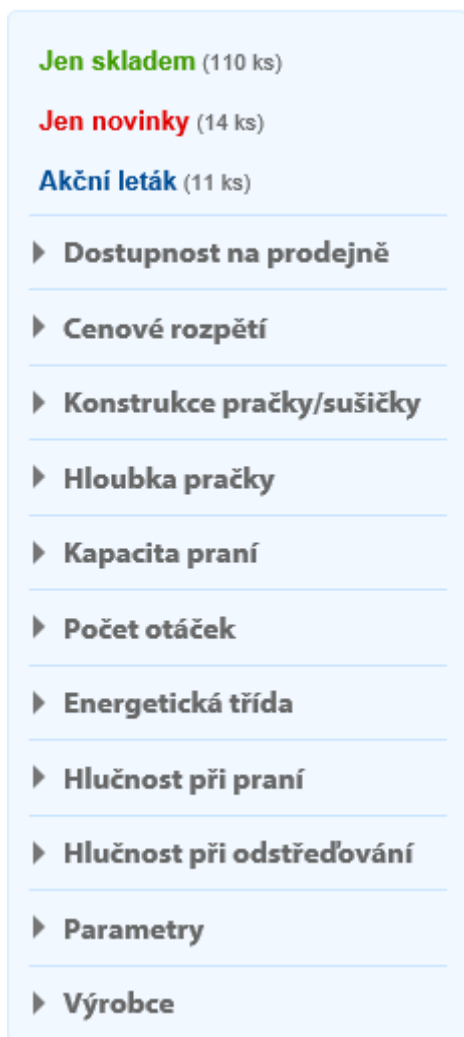 Jen skladem (110 ks)
Jen novinky (14 ks)
Akční leták (11 ks)
Dostupnost na prodejně
Cenové rozpětí
Konstrukce pračky/sušičky
Hloubka pračky
Kapacita praní
Počet otáček
Energetická třída
Hlučnost při praní
Hlučnost při odstřeďování
Parametry
Výrobce